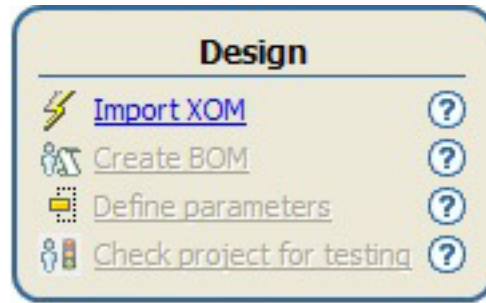 Design
Import XOM
Create BOM
Define parameters
Check project for testing